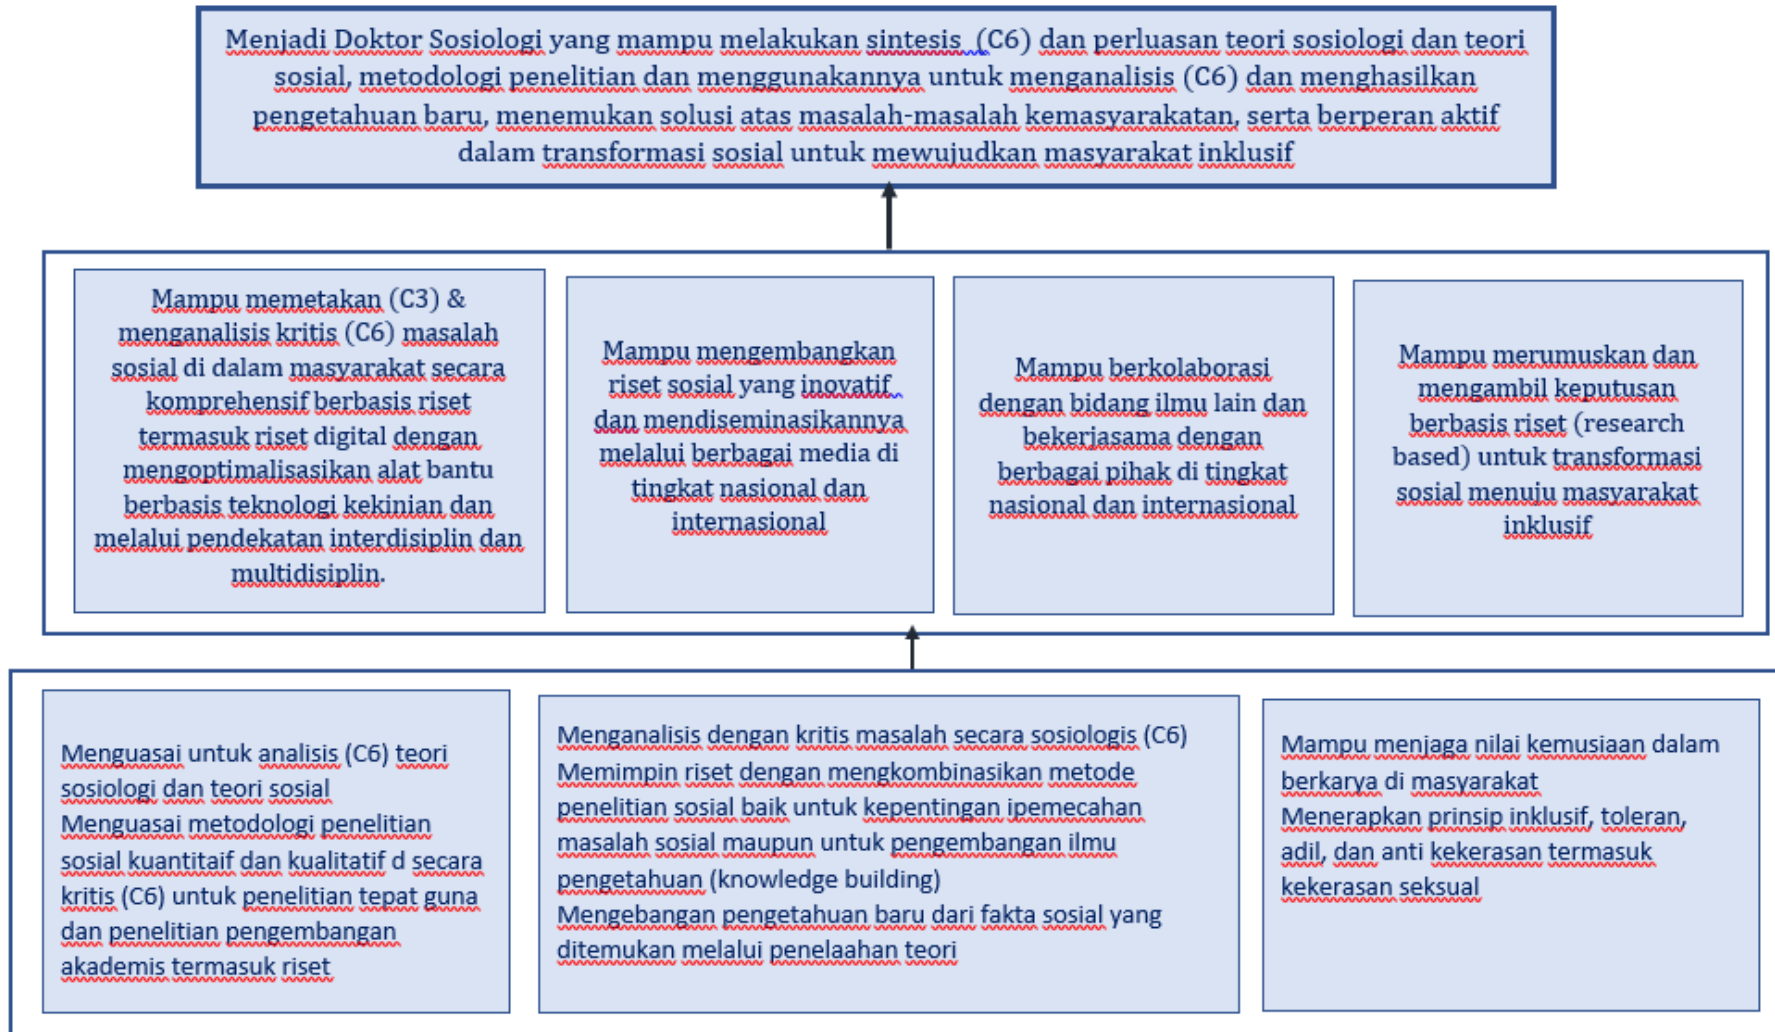 Menjadi Doktor Sosiologi yang mampu melakukan sintesis (C6) dan perluasan teori sosiologi dan teori
sosial, metodologi penelitian dan menggunakannya untuk menganalisis (C6) dan menghasilkan
pengetahuan baru, menemukan solusi atas masalah-masalah kemasyarakatan, serta berperan aktif
dalam transformasi sosial untuk mewujudkan masyarakat inklusif
Mampu memetakan (C3) &
menganalisis kritis (C6) masalah
sosial di dalam masyarakat secara
komprehensif berbasis riset
termasuk riset digital dengan
mengoptimalisasikan alat bantu
berbasis teknologi kekinian dan
melalui pendekatan interdisiplin dan
multidisiplin.
Mampu mengembangkan
riset sosial yang inovatif
dan mendiseminasikannya
melalui berbagai media di
tingkat nasional dan
internasional
Mampu berkolaborasi
dengan bidang ilmu lain dan
bekerjasama dengan
berbagai pihak di tingkat
nasional dan internasional
Mampu merumuskan dan
mengambil keputusan
berbasis riset (research
based) untuk transformasi
sosial menuju masyarakat
inklusif
Menguasai untuk analisis (C6) teori
sosiologi dan teori sosial
Menguasai metodologi penelitian
sosial kuantitaif dan kualitatif d secara
kritis (C6) untuk penelitian tepat guna
dan penelitian pengembangan
akademis termasuk riset
Menganalisis dengan kritis masalah secara sosiologis (C6)
Memimpin riset dengan mengkombinasikan metode
penelitian sosial baik untuk kepentingan ipemecahan
masalah sosial maupun untuk pengembangan ilmu
pengetahuan (knowledge building)
Mengebangan pengetahuan baru dari fakta sosial yang
ditemukan melalui penelaahan teori
Mampu menjaga nilai kemusiaan dalam
berkarya di masyarakat
Menerapkan prinsip inklusif, toleran,
adil, dan anti kekerasan termasuk
kekerasan seksual